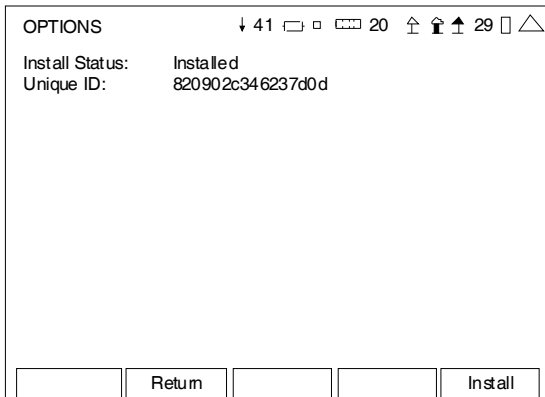 OPTIONS 41 20 29
Install Status: Installed
Unique ID: 820902c346237d0d
Return Install